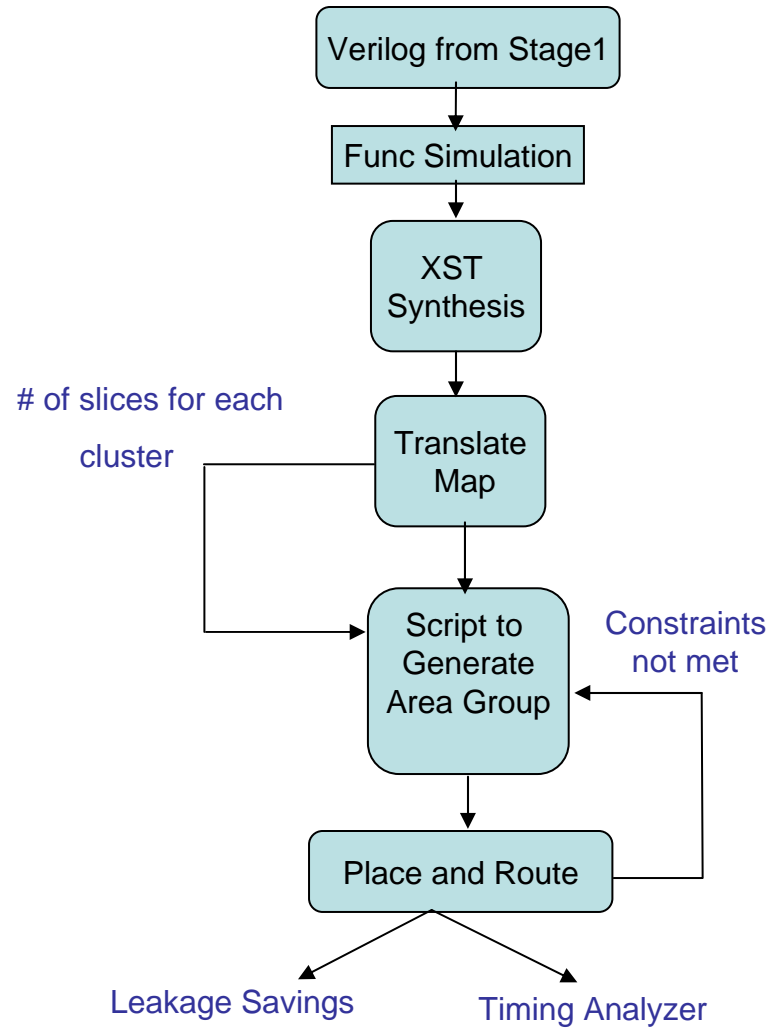 Verilog from Stage1
Func Simulation
XST
Synthesis
# of slices for each
cluster
Translate
Map
Script to
Generate
Area Group
Constraints
not met
Place and Route
Leakage Savings
Timing Analyzer